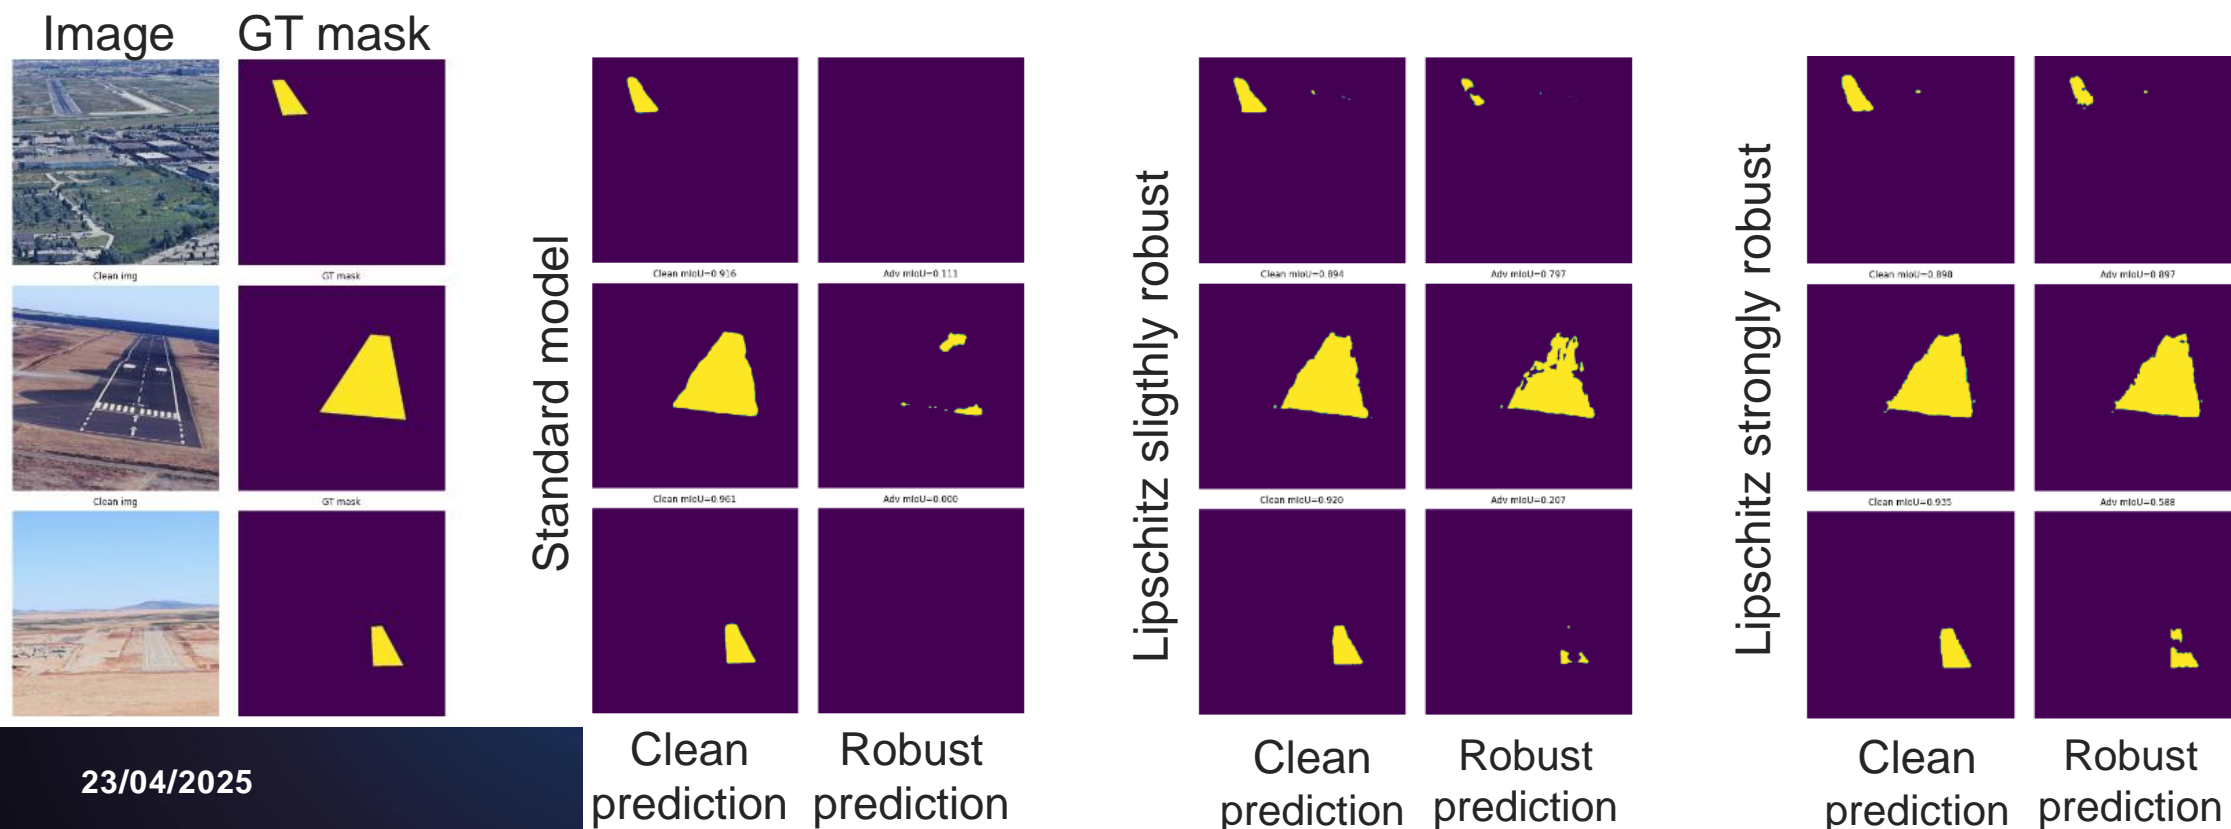 Image
GT mask
Clean img
GT mask
Clean img
GT mask
Standard model
Clean mIoU=0.916
Adv mIoU=0.111
Clean mIoU=0.961
Adv mIoU=0.000
Clean
prediction
Robust
prediction
Lipschitz sligthly robust
Clean mIoU=0.894
Adv mIoU=0.797
Clean mIoU=0.920
Adv mIoU=0.207
Clean
prediction
Robust
prediction
Lipschitz strongly robust
Clean mIoU=0.898
Adv mIoU=0.897
Clean mIoU=0.935
Adv mIoU=0.588
Clean
prediction
Robust
prediction
23/04/2025